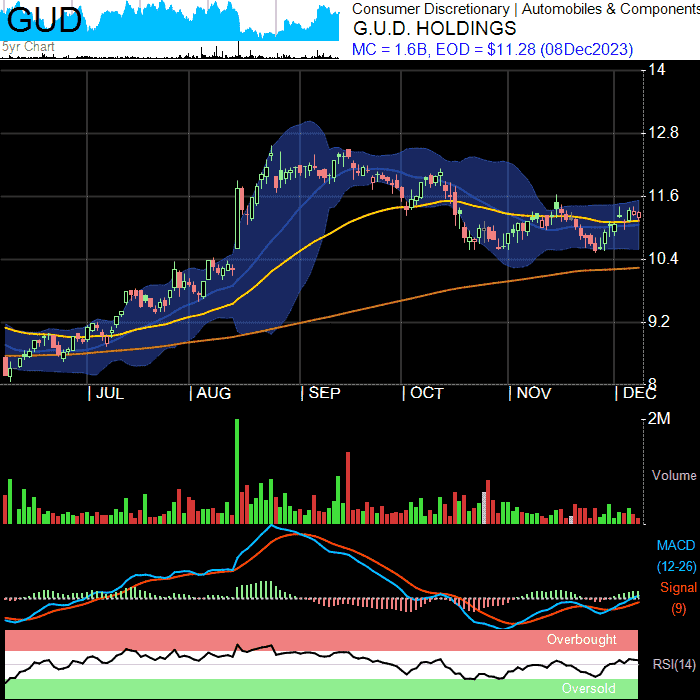 GUD
5yr Chart
Consumer Discretionary | Automobiles & Components
G.U.D. HOLDINGS
MC = 1.6B, EOD = $11.28 (08Dec2023)
14
12.8
11.6
10.4
9.2
8
| JUL | AUG | SEP | OCT | NOV | DEC
2M
Volume
MACD
(12-26)
Signal
(9)
Overbought
RSI(14)
Oversold